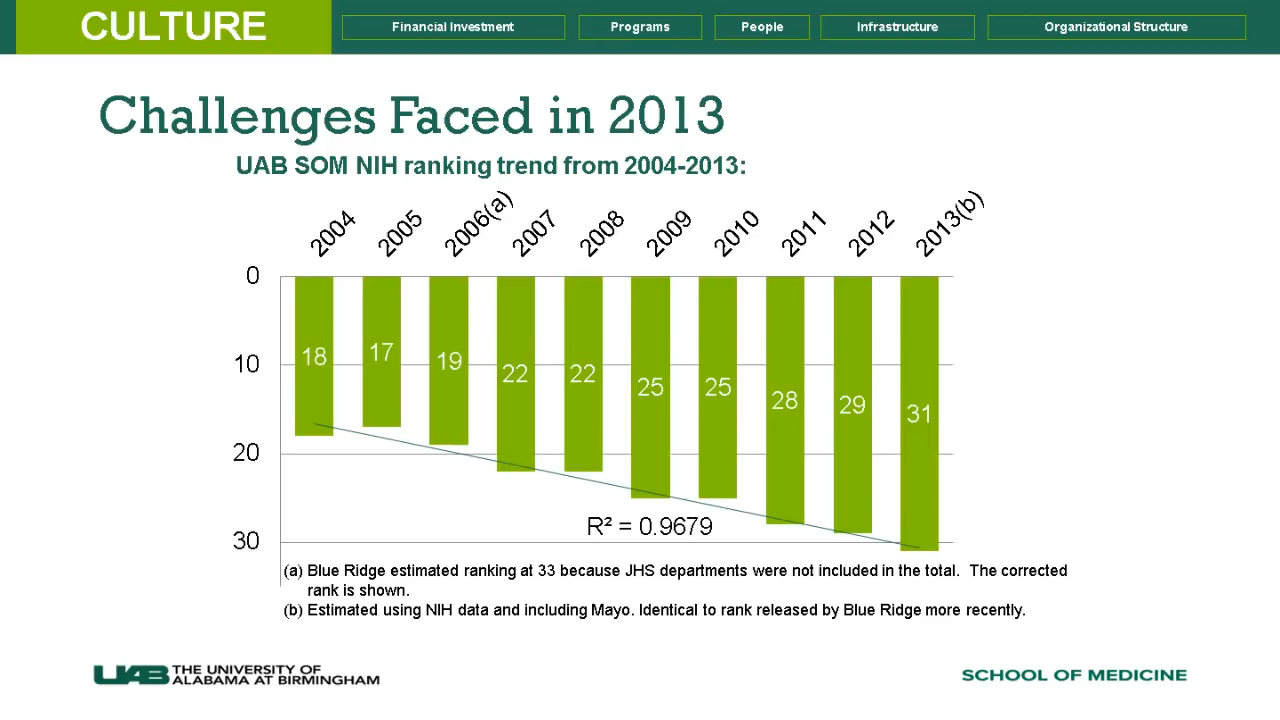 CULTURE
Financial Investment
Programs
People
Infrastructure
Organizational Structure
Challenges Faced in 2013
UAB SOM NIH ranking trend from 2004-2013:
2004
2005
2006(a)
2007
2008
2009
2010
2011
2012
2013(b)
0
10
20
30
18
17
19
22
22
25
25
28
29
31
R² = 0.9679
(a) Blue Ridge estimated ranking at 33 because JHS departments were not included in the total. The corrected
rank is shown.
(b) Estimated using NIH data and including Mayo. Identical to rank released by Blue Ridge more recently.
UAB THE UNIVERSITY OF
ALABAMA AT BIRMINGHAM
SCHOOL OF MEDICINE